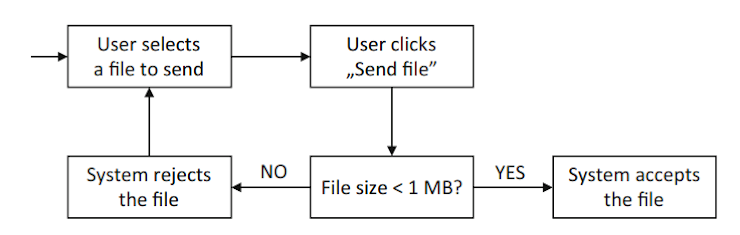 User selects
a file to send
User clicks
„Send file”
System rejects
the file
NO
File size < 1 MB?
YES
System accepts
the file